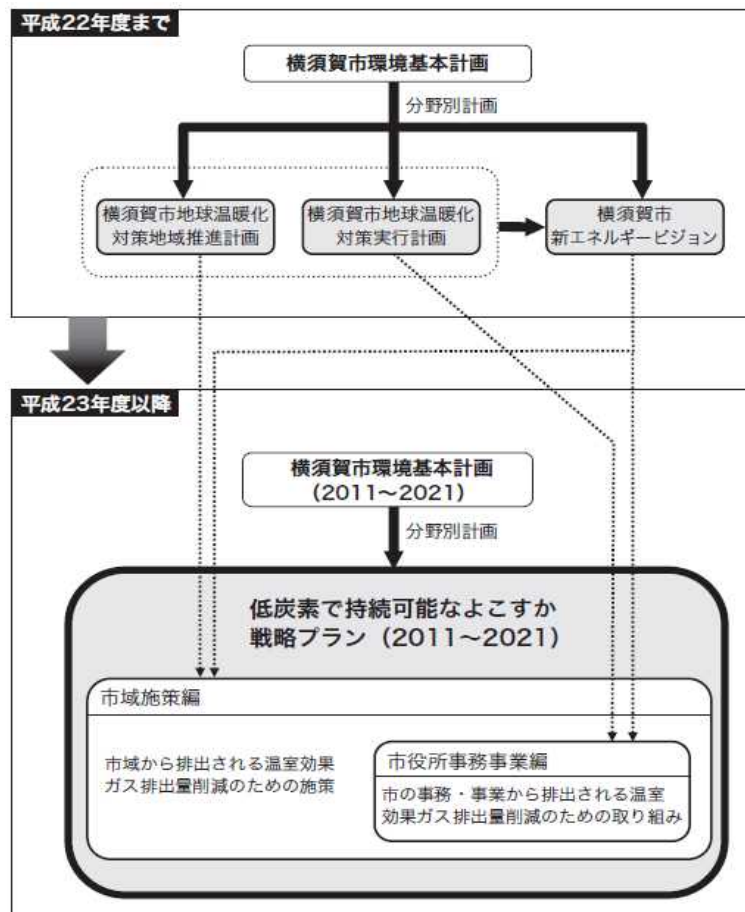 平成22年度まで
横須賀市環境基本計画
分野別計画
横須賀市地球温暖化
対策地域推進計画
横須賀市地球温暖化
対策実行計画
横須賀市
新エネルギービジョン
平成23年度以降
横須賀市環境基本計画
（2011〜2021）
分野別計画
低炭素で持続可能なよこすか
戦略プラン（2011〜2021）
市域施策編
市域から排出される温室効果
ガス排出量削減のための施策
市役所事務事業編
市の事務・事業から排出される温室
効果ガス排出量削減のための取り組み